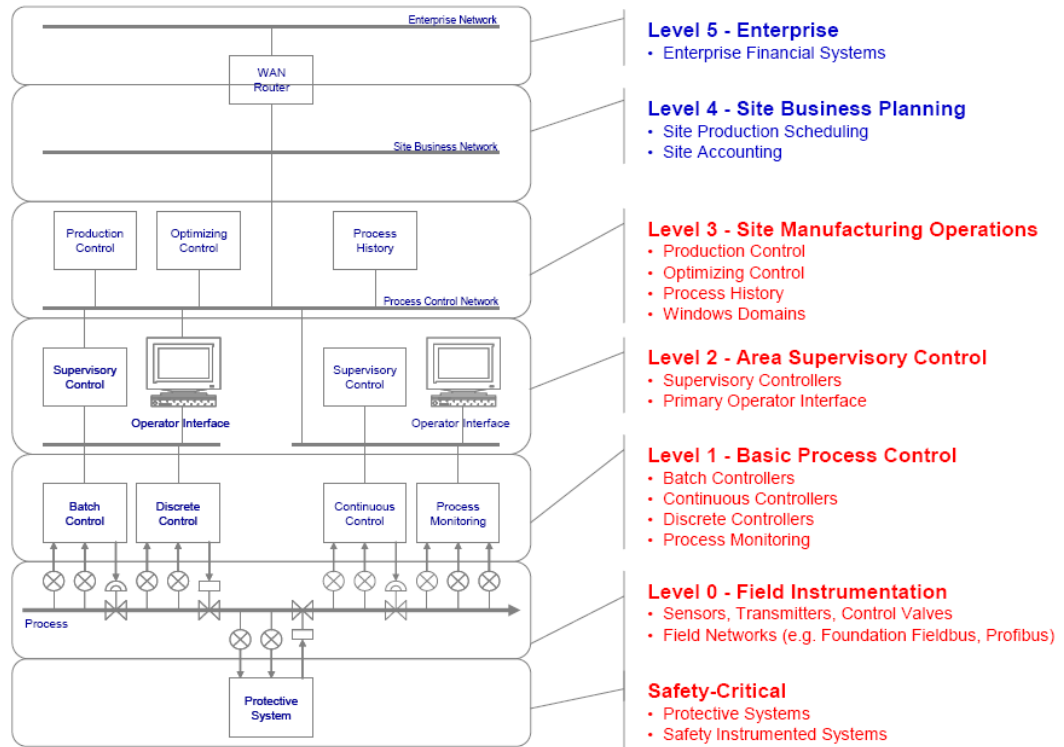 Enterprise Network
WAN
Router
Level 5 - Enterprise
• Enterprise Financial Systems
Site Business Network
Level 4 - Site Business Planning
• Site Production Scheduling
• Site Accounting
Production
Control
Optimizing
Control
Process
History
Process Control Network
Level 3 - Site Manufacturing Operations
• Production Control
• Optimizing Control
• Process History
• Windows Domains
Supervisory
Control
Operator Interface
Supervisory
Control
Operator Interface
Level 2 - Area Supervisory Control
• Supervisory Controllers
• Primary Operator Interface
Batch
Control
Discrete
Control
Continuous
Control
Process
Monitoring
Level 1 - Basic Process Control
• Batch Controllers
• Continuous Controllers
• Discrete Controllers
• Process Monitoring
Process
Level 0 - Field Instrumentation
• Sensors, Transmitters, Control Valves
• Field Networks (e.g. Foundation Fieldbus, Profibus)
Protective
System
Safety-Critical
• Protective Systems
• Safety Instrumented Systems